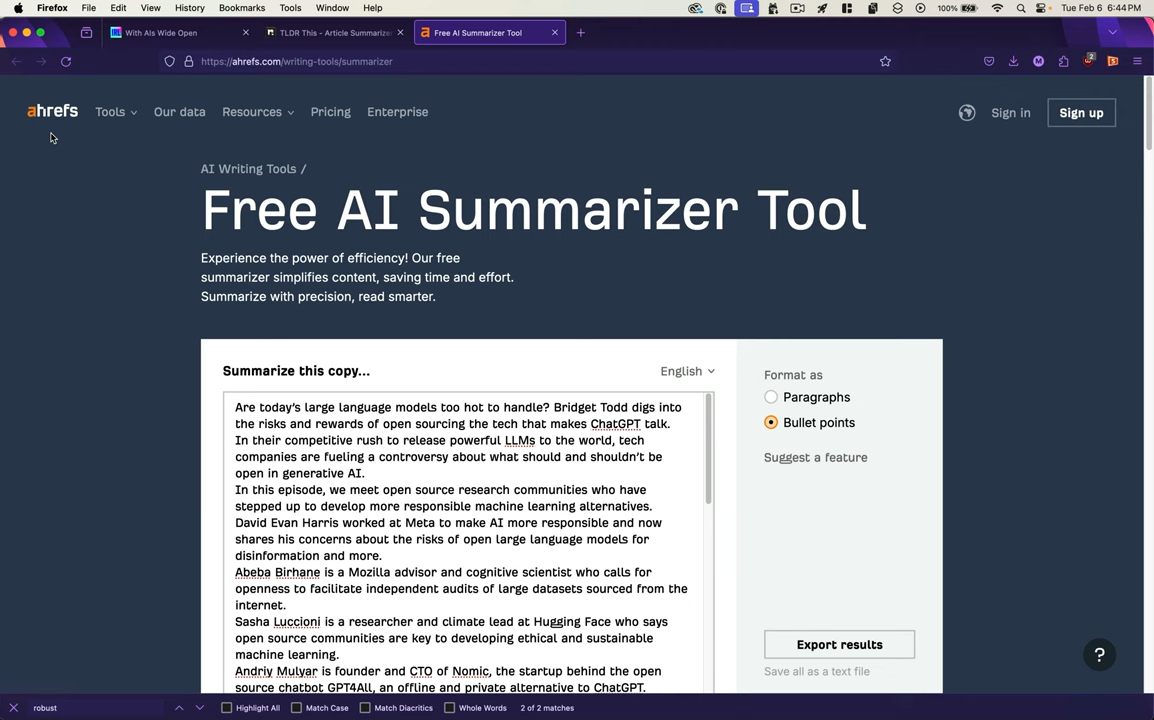 Firefox File Edit View History Bookmarks Tools Window Help 100% Tue Feb 6 6:44 PM
With AIs Wide Open TLDR This - Article Summarizer Free AI Summarizer Tool
https://ahrefs.com/writing-tools/summarizer 2
ahrefs Tools Our data Resources Pricing Enterprise Sign in Sign up
AI Writing Tools /
Free AI Summarizer Tool
Experience the power of efficiency! Our free
summarizer simplifies content, saving time and effort.
Summarize with precision, read smarter.
Summarize this copy... English
Format as
Paragraphs
Bullet points
Suggest a feature
Are today's large language models too hot to handle? Bridget Todd digs into
the risks and rewards of open sourcing the tech that makes ChatGPT talk.
In their competitive rush to release powerful LLMs to the world, tech
companies are fueling a controversy about what should and shouldn't be
open in generative AI.
In this episode, we meet open source research communities who have
stepped up to develop more responsible machine learning alternatives.
David Evan Harris worked at Meta to make AI more responsible and now
shares his concerns about the risks of open large language models for
disinformation and more.
Abeba Birhane is a Mozilla advisor and cognitive scientist who calls for
openness to facilitate independent audits of large datasets sourced from the
internet.
Sasha Luccioni is a researcher and climate lead at Hugging Face who says
open source communities are key to developing ethical and sustainable
machine learning.
Andriy Mulyar is founder and CTO of Nomic, the startup behind the open
source chatbot GPT4All, an offline and private alternative to ChatGPT.
Export results
Save all as a text file
?
robust Highlight All Match Case Match Diacritics Whole Words 2 of 2 matches